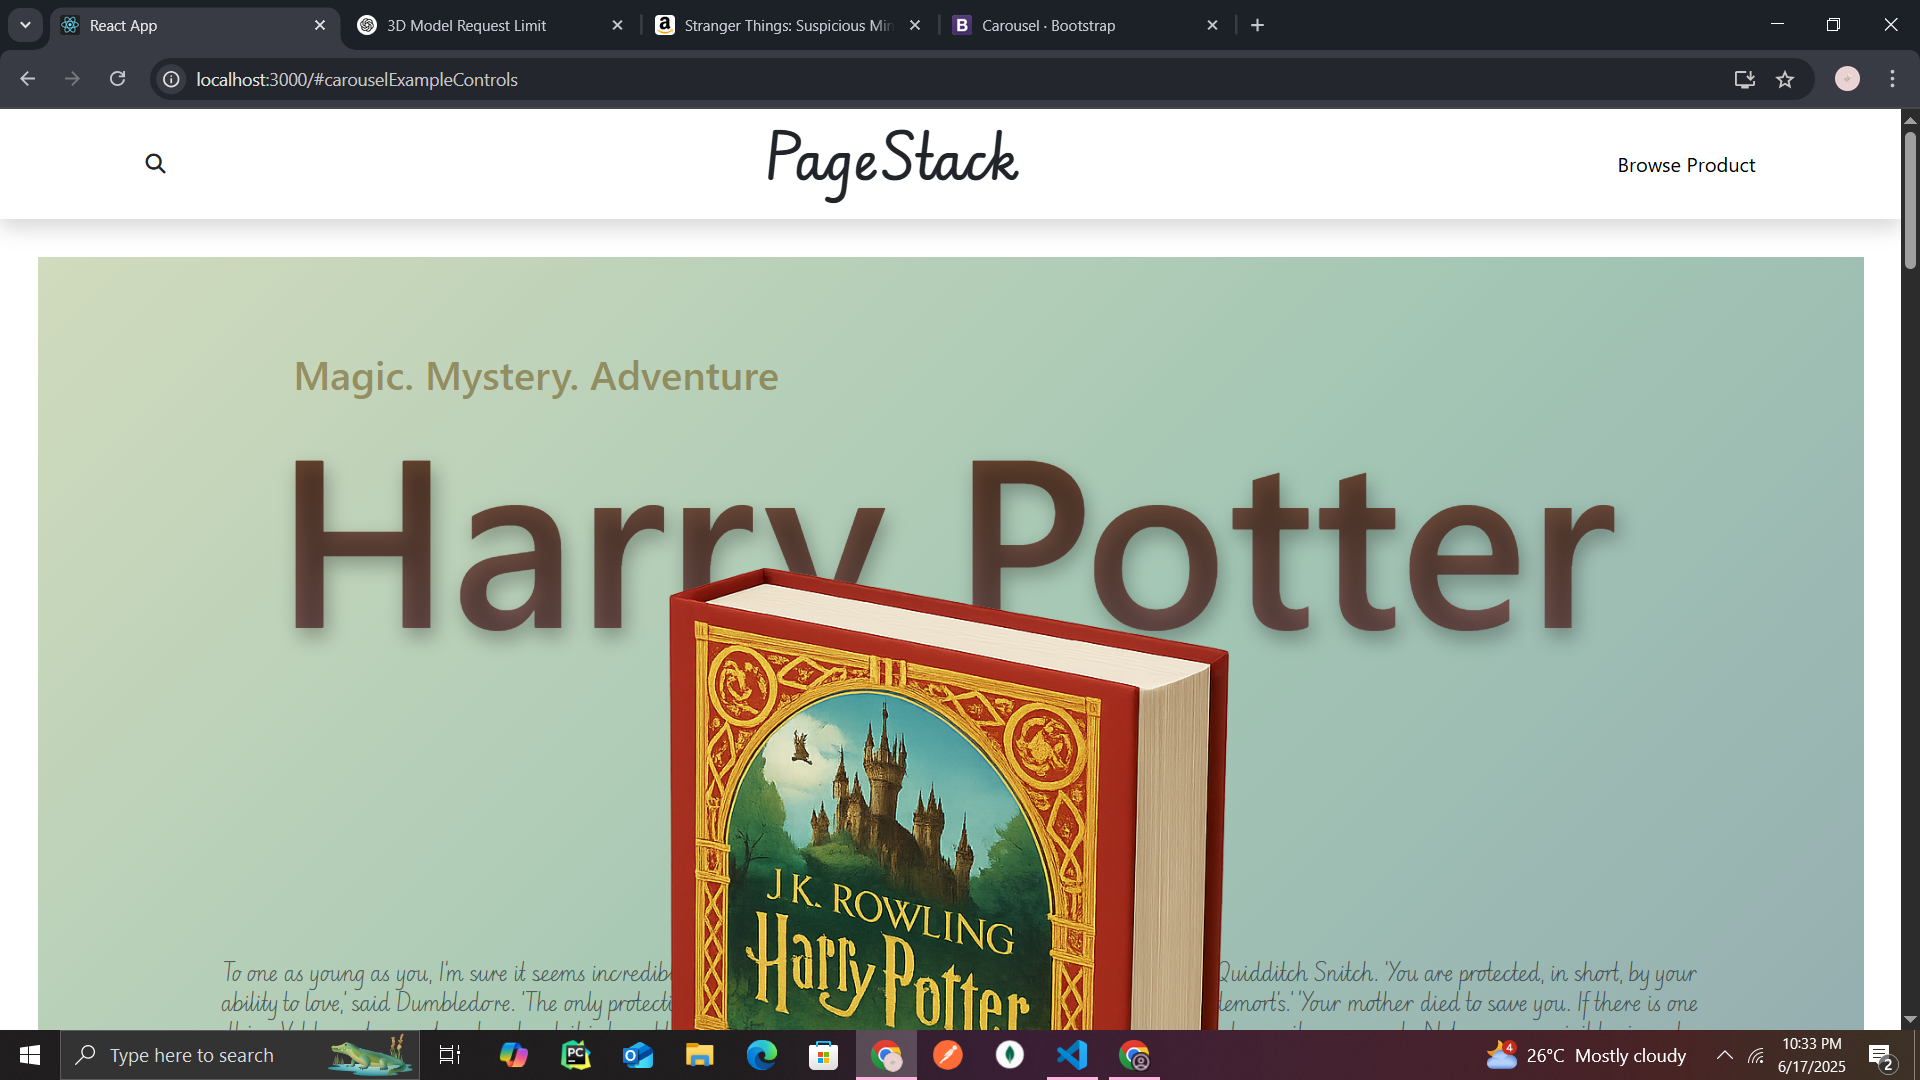 React App
3D Model Request Limit
Stranger Things: Suspicious Min
Carousel · Bootstrap
localhost:3000/#carouselExampleControls
PageStack
Browse Product
Magic. Mystery. Adventure
Harry Potter
J.K. ROWLING
Harry Potter
To one as young as you, I'm sure it seems incredib Quidditch Snitch. 'You are protected, in short, by your
ability to love,' said Dumbledore. 'The only protecti demort's.' 'Your mother died to save you. If there is one
Type here to search
PC
4
26°C Mostly cloudy
10:33 PM
6/17/2025
2